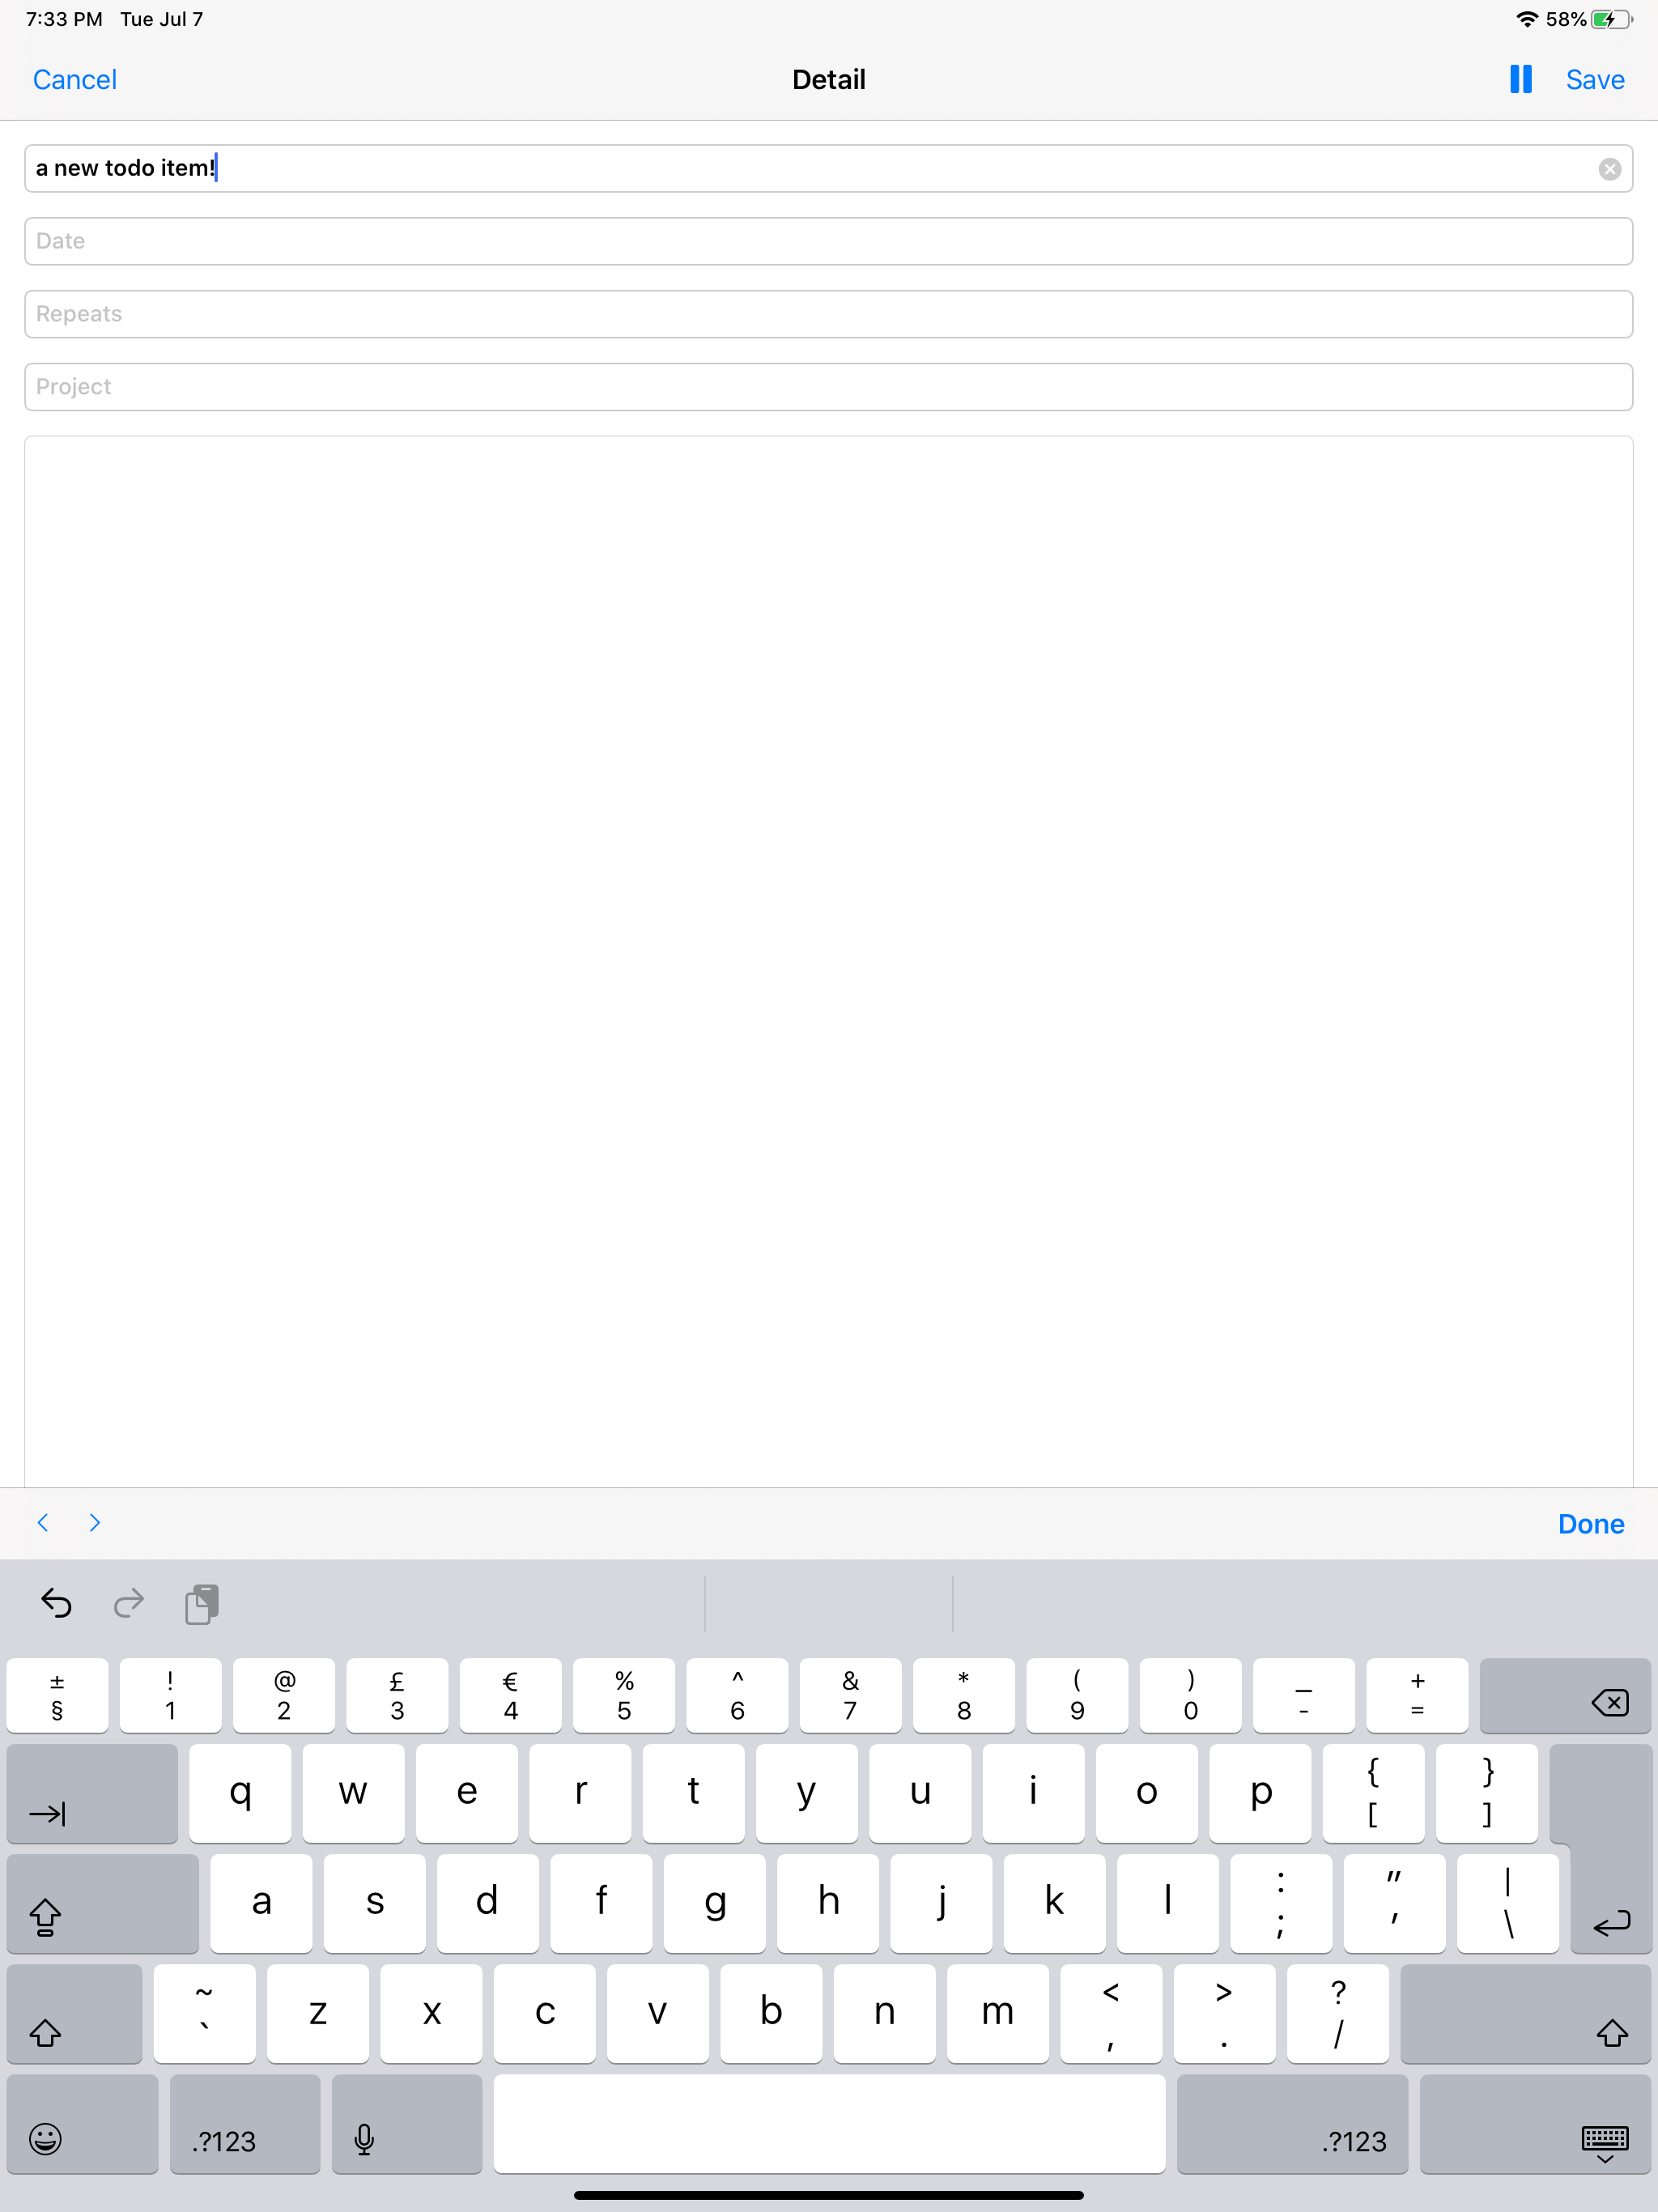 7:33 PM Tue Jul 7 58%
Cancel Detail Save
a new todo item!
Date
Repeats
Project
Done
± ! @ £ € % ^ & * ( ) _ +
§ 1 2 3 4 5 6 7 8 9 0 - =
q w e r t y u i o p { }
[ ]
a s d f g h j k l : " |
; ' \
~ z x c v b n m < > ?
` , . /
.?123 .?123